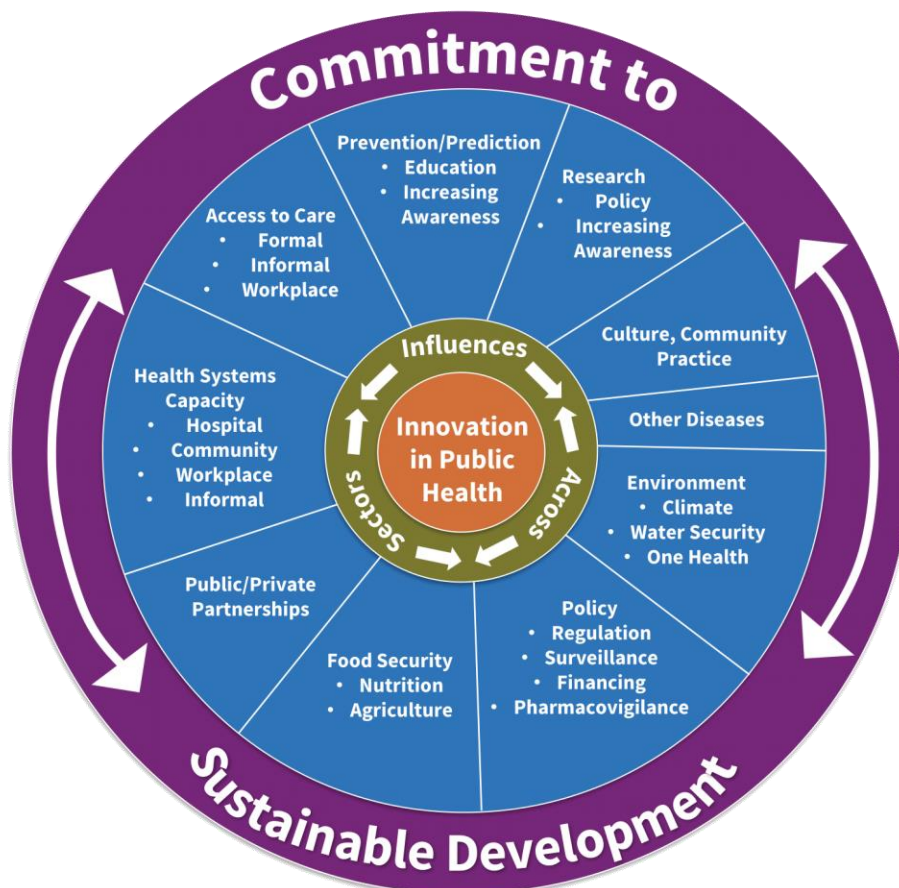 Commitment to
Prevention/Prediction
• Education
• Increasing
Awareness
Research
• Policy
• Increasing
Awareness
Culture, Community
Practice
Other Diseases
Environment
• Climate
• Water Security
• One Health
Policy
• Regulation
• Surveillance
• Financing
• Pharmacovigilance
Food Security
• Nutrition
• Agriculture
Public/Private
Partnerships
Health Systems
Capacity
• Hospital
• Community
• Workplace
• Informal
Access to Care
• Formal
• Informal
• Workplace
Influences
Across
Sectors
Innovation
in Public
Health
Sustainable Development